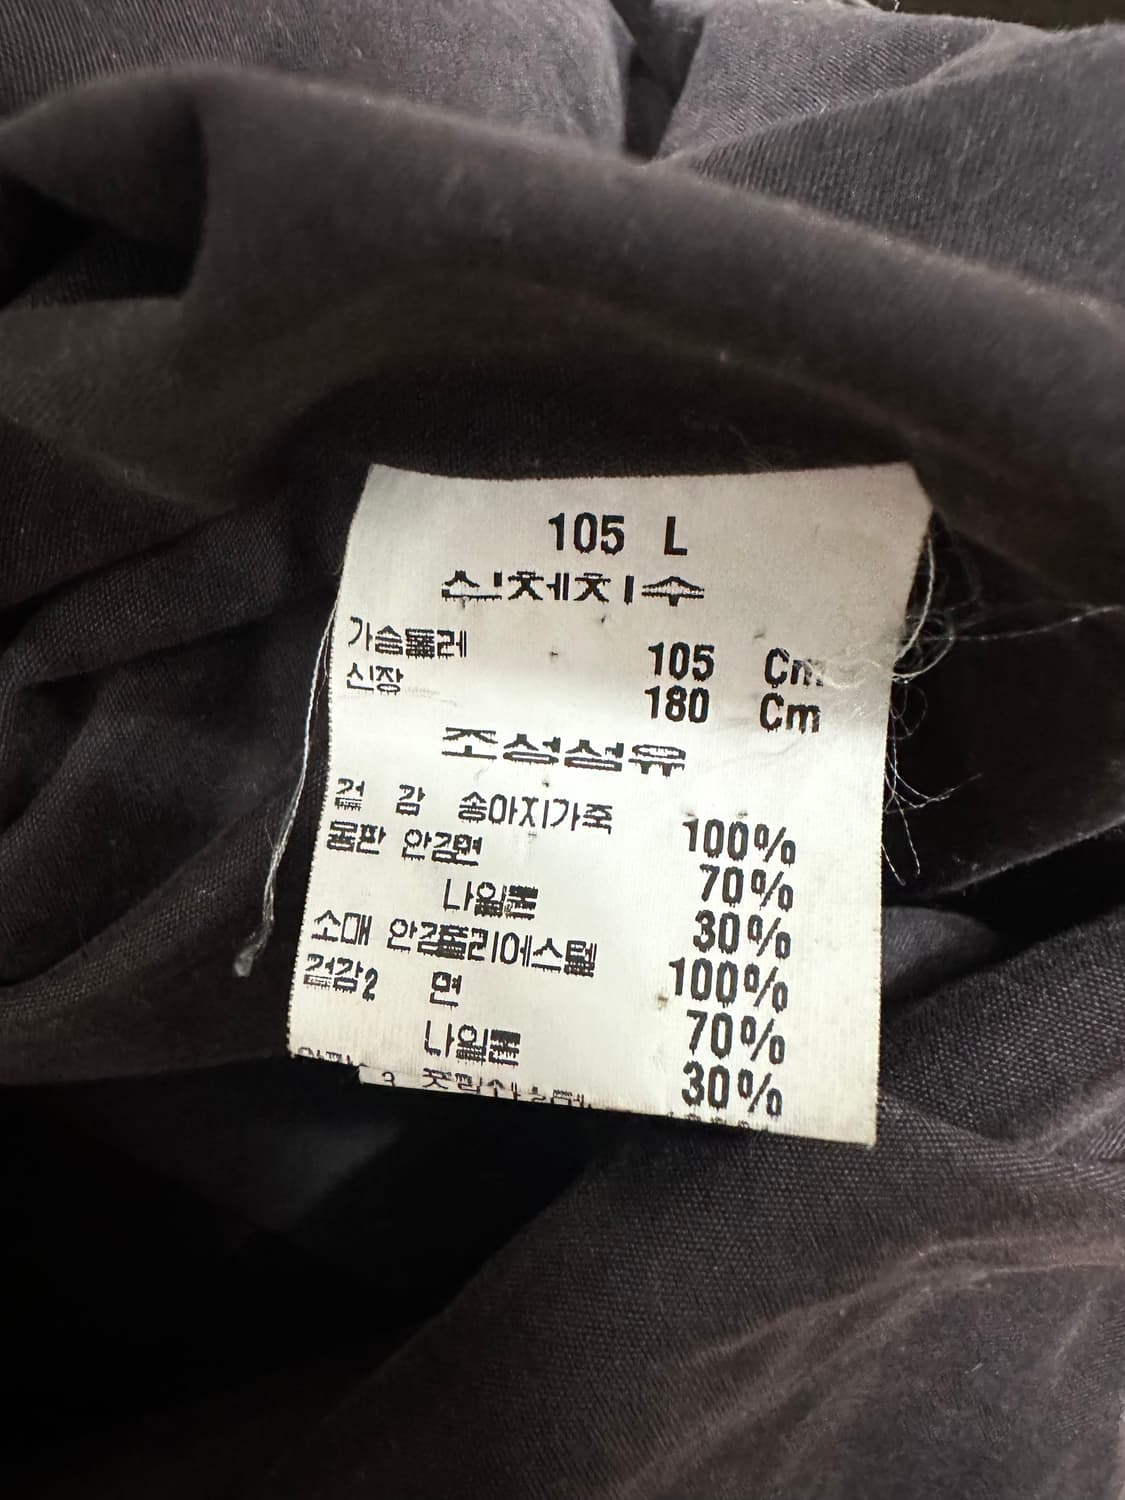 105 L
신체치수
가슴둘레 105 Cm
신장 180 Cm
조성섬유
겉 감 송아지가죽 100%
몸판 안감면 70%
나일론 30%
소매 안감폴리에스텔 100%
겉감2 면 70%
나일론 30%